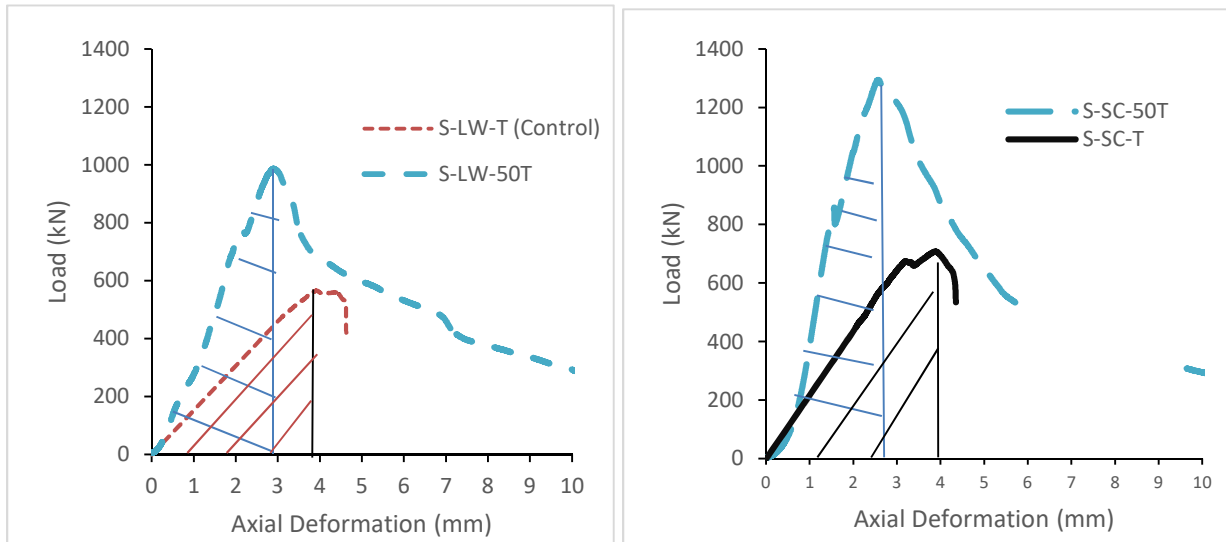 1400
1200
1000
800
600
400
200
0
Load (kN)
S-LW-T (Control)
S-LW-50T
0 1 2 3 4 5 6 7 8 9 10
Axial Deformation (mm)
1400
1200
1000
800
600
400
200
0
Load (kN)
S-SC-50T
S-SC-T
0 1 2 3 4 5 6 7 8 9 10
Axial Deformation (mm)